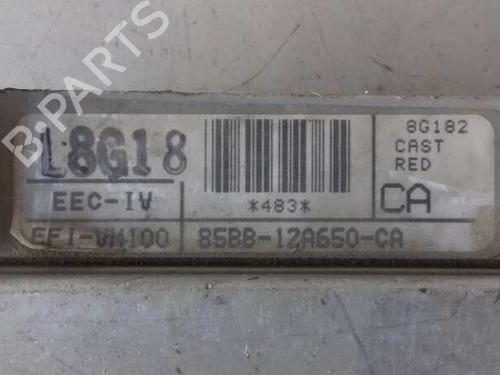 L8G18
EEC-IV
*483*
8G182
CAST
RED
CA
EFI-VM100
85BB-12A650-CA
B-PARTS